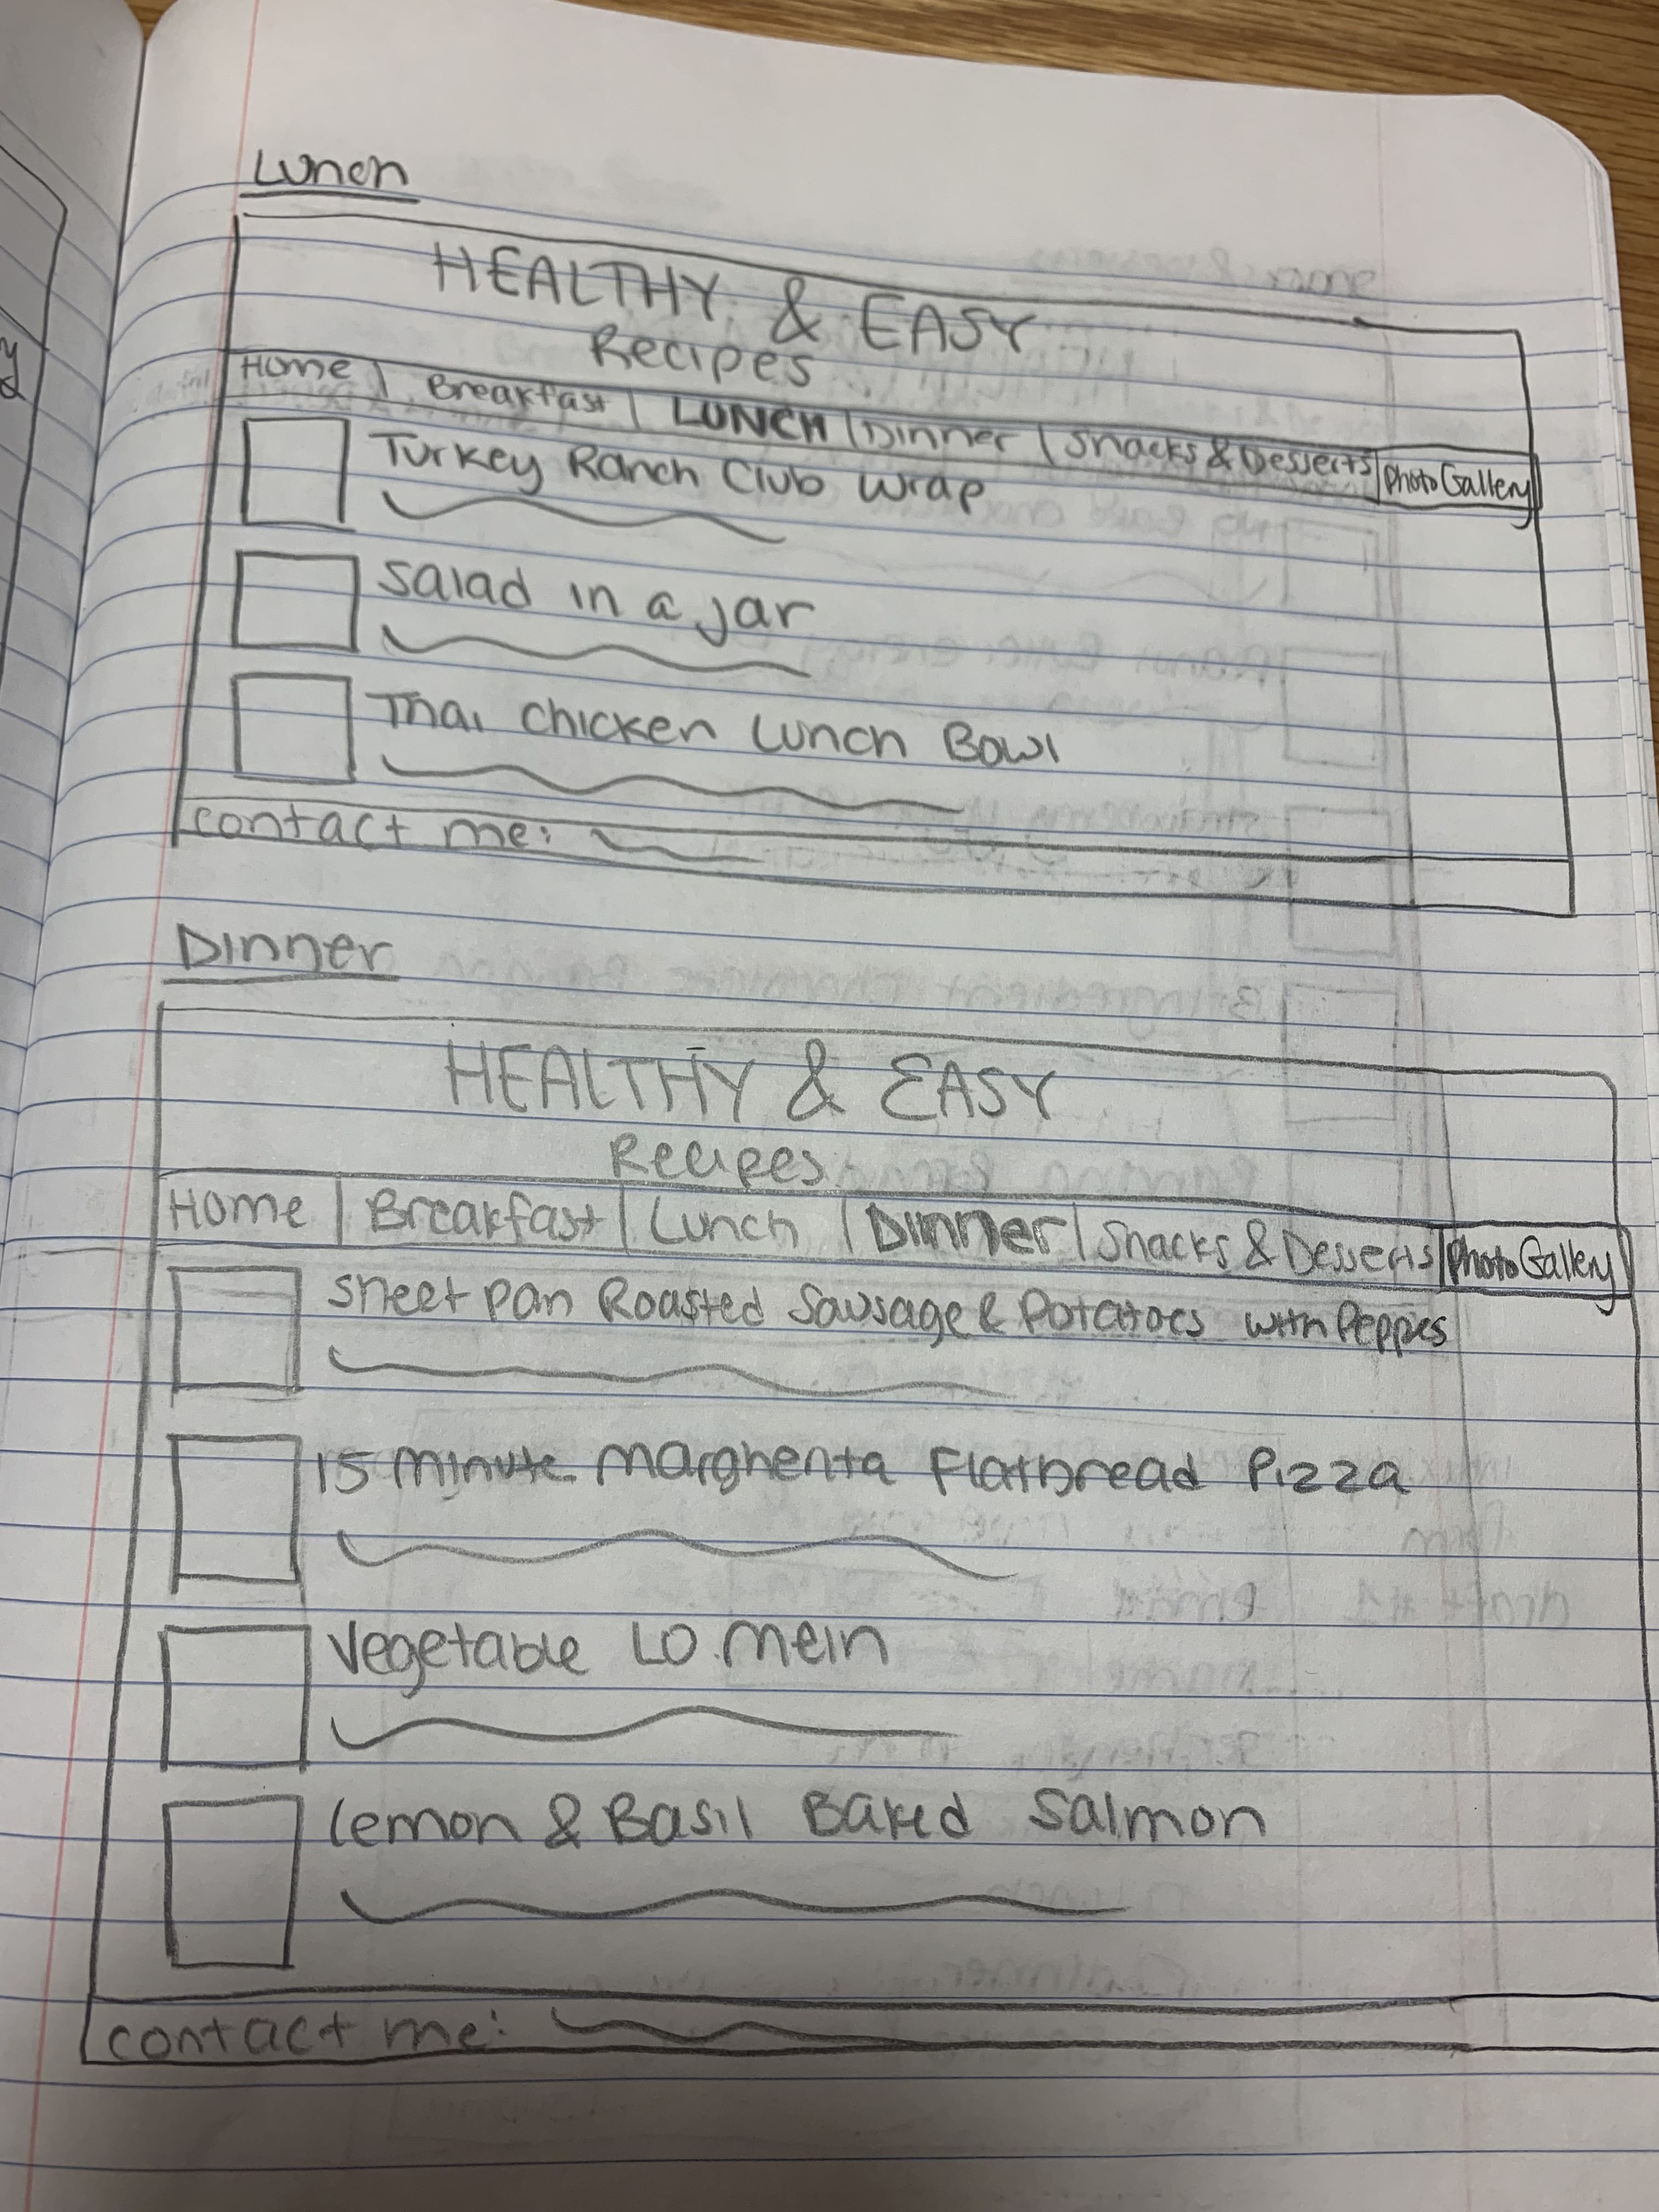 Lunch
HEALTHY & EASY
Recipes
Home | Breakfast | LUNCH | Dinner | Snacks & Desserts | Photo Gallery
Turkey Ranch Club Wrap
Salad in a jar
Thai Chicken Lunch Bowl
contact me:
Dinner
HEALTHY & EASY
Recipes
Home | Breakfast | Lunch | Dinner | Snacks & Desserts | Photo Gallery
Sheet Pan Roasted Sausage & Potatoes with
15 Minute Flatbread Pizza
Vegetable Lo Mein
Lemon & Basil Baked Salmon
contact me: